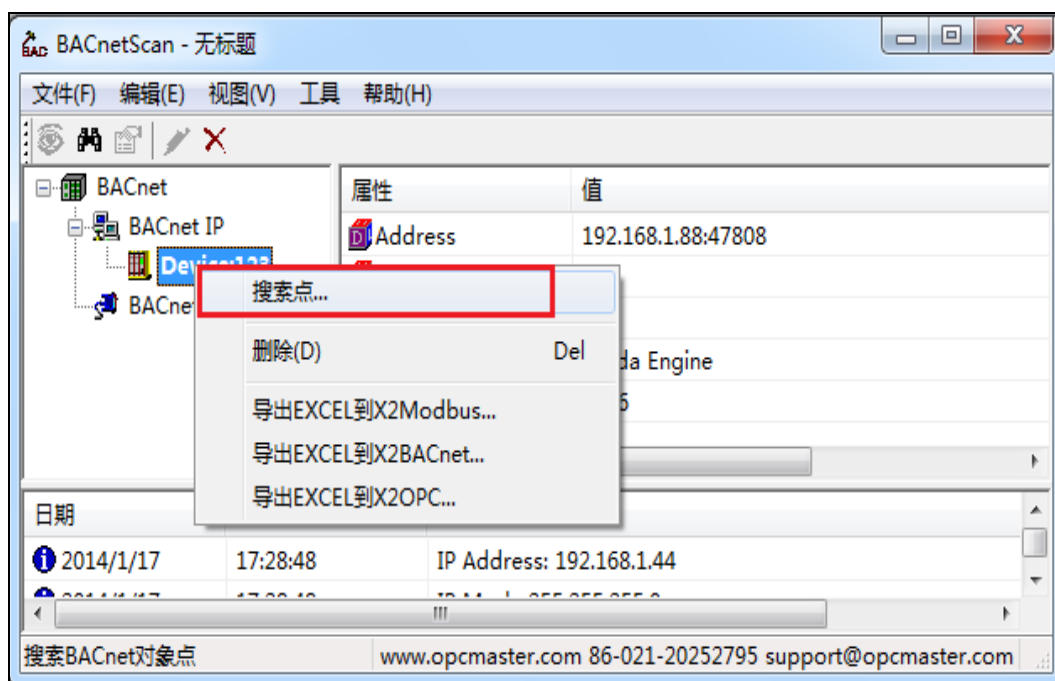 BACnetScan - 无标题
文件(F) 编辑(E) 视图(V) 工具 帮助(H)
BACnet
属性 值
BACnet IP
Address 192.168.1.88:47808
搜索点...
删除(D) Del
Engine
导出EXCEL到X2Modbus...
导出EXCEL到X2BACnet...
导出EXCEL到X2OPC...
日期
2014/1/17 17:28:48 IP Address: 192.168.1.44
搜索BACnet对象点 www.opcmaster.com 86-021-20252795 support@opcmaster.com